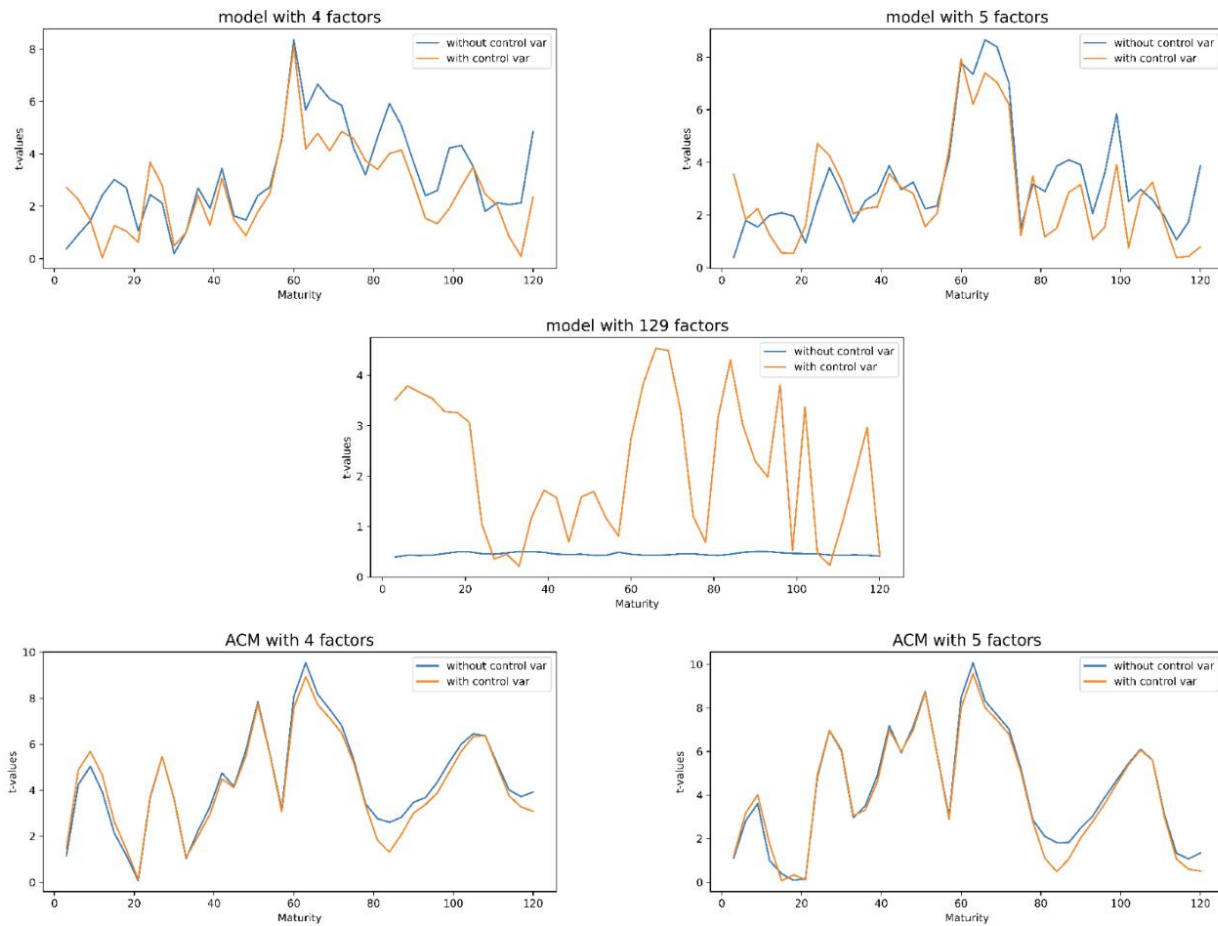 model with 4 factors
t-values
8
6
4
2
0
without control var
with control var
0 20 40 60 80 100 120
Maturity
model with 5 factors
t-values
8
6
4
2
0
without control var
with control var
0 20 40 60 80 100 120
Maturity
model with 129 factors
t-values
4
3
2
1
0
without control var
with control var
0 20 40 60 80 100 120
Maturity
ACM with 4 factors
t-values
10
8
6
4
2
0
without control var
with control var
0 20 40 60 80 100 120
Maturity
ACM with 5 factors
t-values
10
8
6
4
2
0
without control var
with control var
0 20 40 60 80 100 120
Maturity